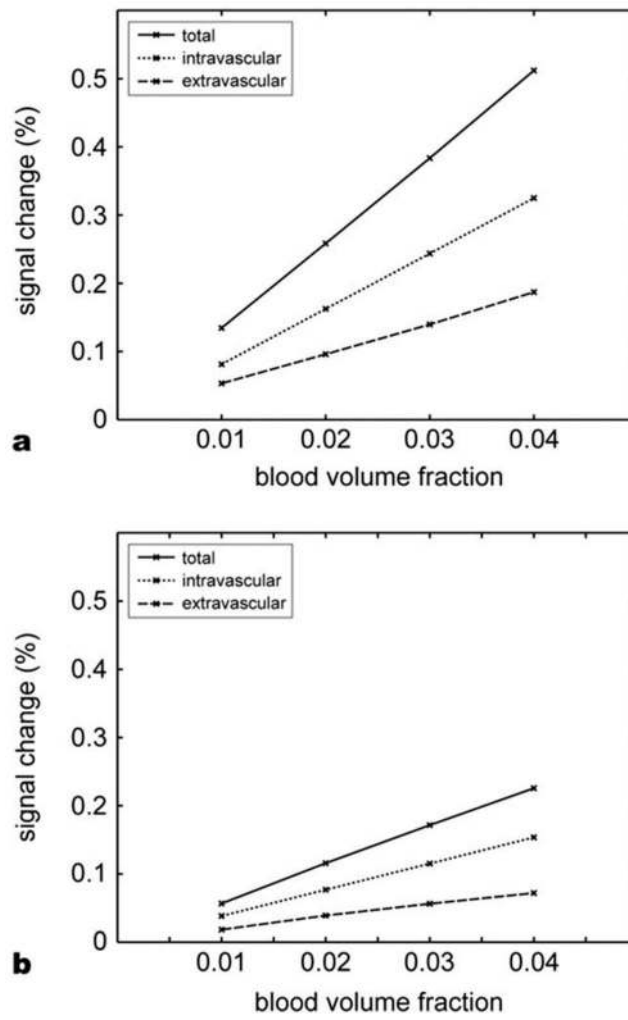 total
intravascular
extravascular
0.5
0.4
0.3
0.2
0.1
0
signal change (%)
0.01 0.02 0.03 0.04
blood volume fraction
a
total
intravascular
extravascular
0.5
0.4
0.3
0.2
0.1
0
signal change (%)
0.01 0.02 0.03 0.04
blood volume fraction
b